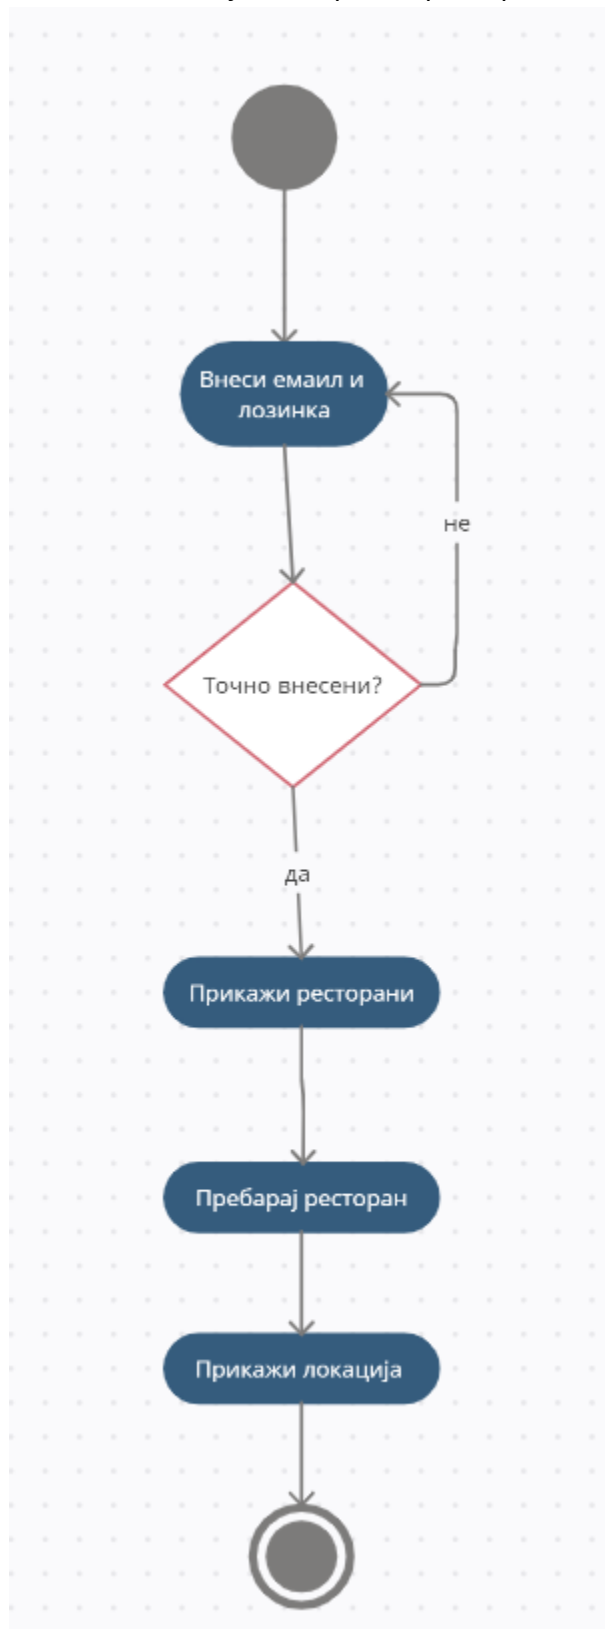 Внеси емаил и
лозинка
не
Точно внесени?
да
Прикажи ресторани
Пребарај ресторан
Прикажи локација